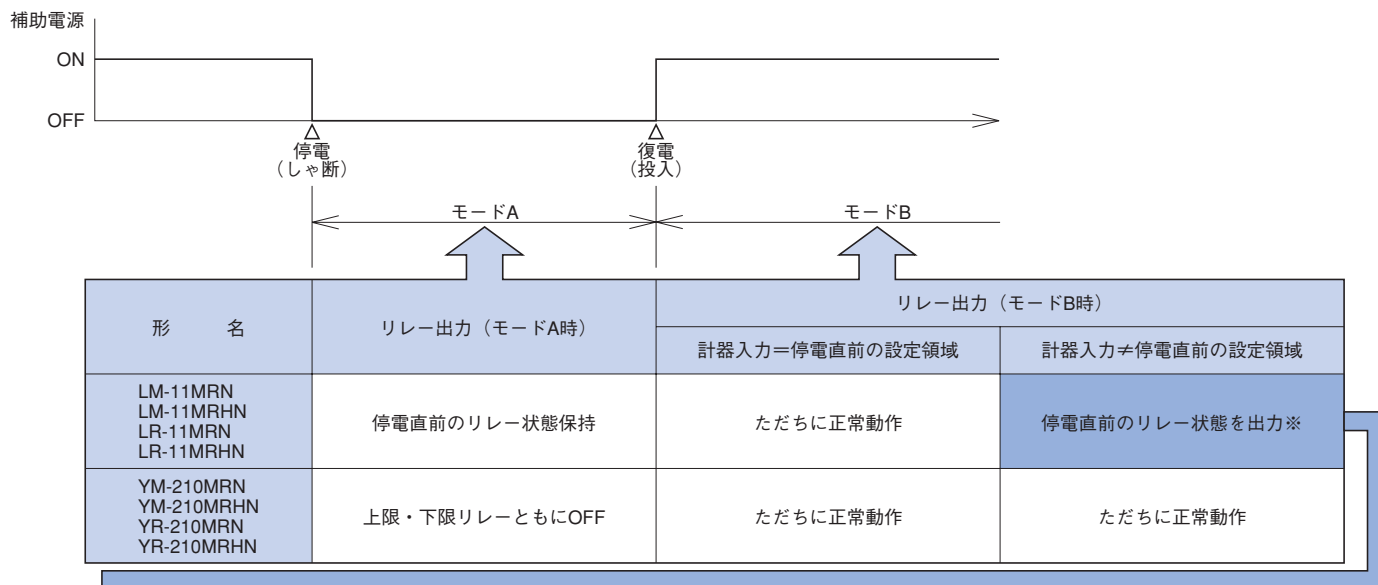 補助電源
ON
OFF
停電
（しゃ断）
復電
（投入）
モードA
モードB
形　　　名
リレー出力（モードA時）
リレー出力（モードB時）
計器入力＝停電直前の設定領域
計器入力≠停電直前の設定領域
LM-11MRN
LM-11MRHN
LR-11MRN
LR-11MRHN
停電直前のリレー状態保持
ただちに正常動作
停電直前のリレー状態を出力※
YM-210MRN
YM-210MRHN
YR-210MRN
YR-210MRHN
上限・下限リレーともにOFF
ただちに正常動作
ただちに正常動作